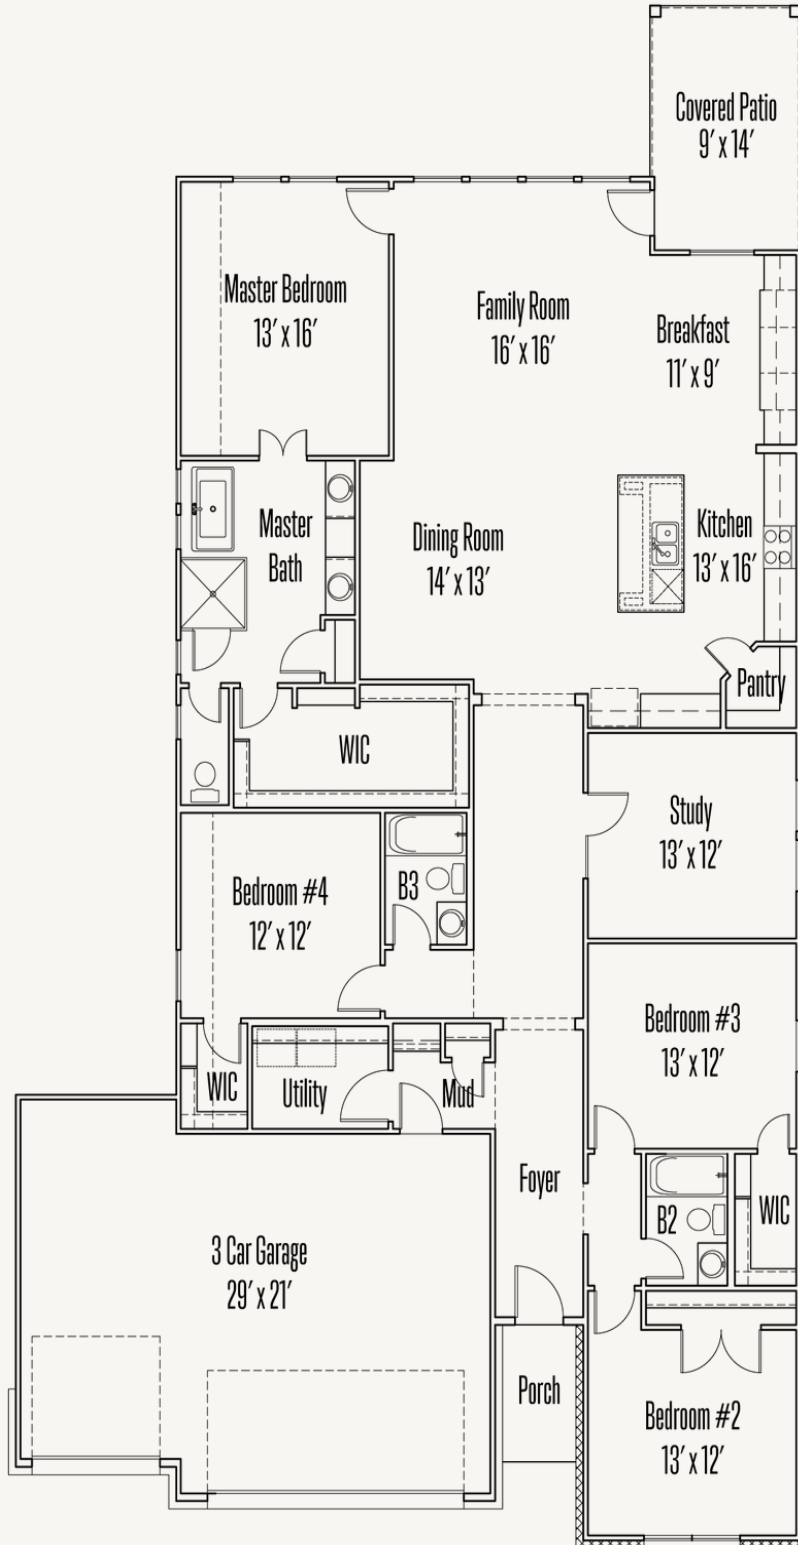 Covered Patio
9' x 14'
Master Bedroom
13' x 16'
Family Room
16' x 16'
Breakfast
11' x 9'
Master
Bath
Dining Room
14' x 13'
Kitchen
13' x 16'
Pantry
WIC
Study
13' x 12'
Bedroom #4
12' x 12'
B3
Bedroom #3
13' x 12'
WIC
Utility
Mud
Foyer
B2
WIC
3 Car Garage
29' x 21'
Porch
Bedroom #2
13' x 12'